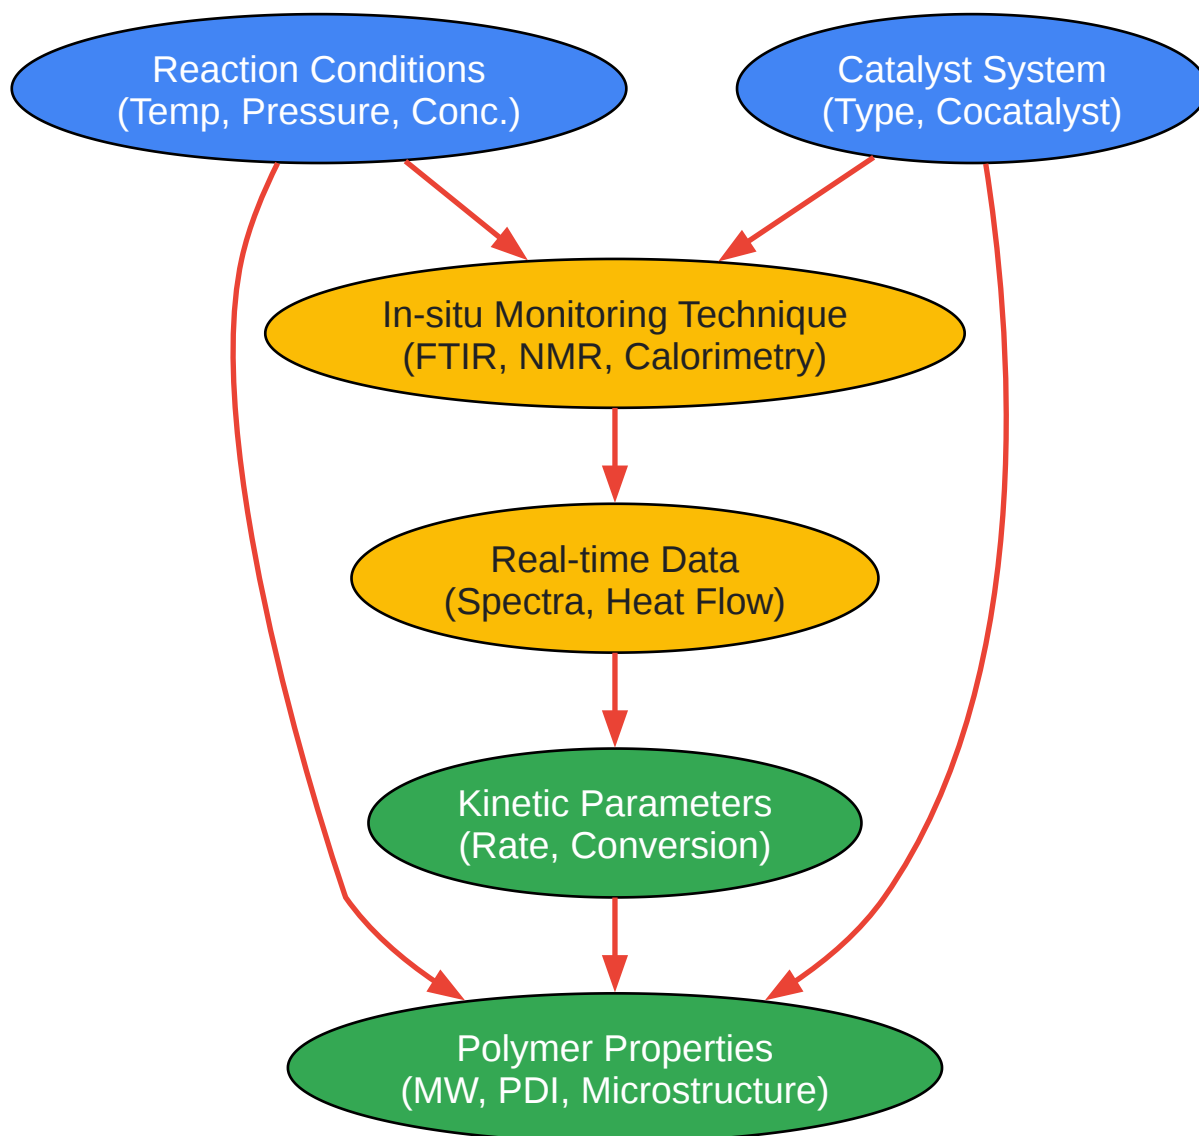 Reaction Conditions
(Temp, Pressure, Conc.)
Catalyst System
(Type, Cocatalyst)
In-situ Monitoring Technique
(FTIR, NMR, Calorimetry)
Real-time Data
(Spectra, Heat Flow)
Kinetic Parameters
(Rate, Conversion)
Polymer Properties
(MW, PDI, Microstructure)